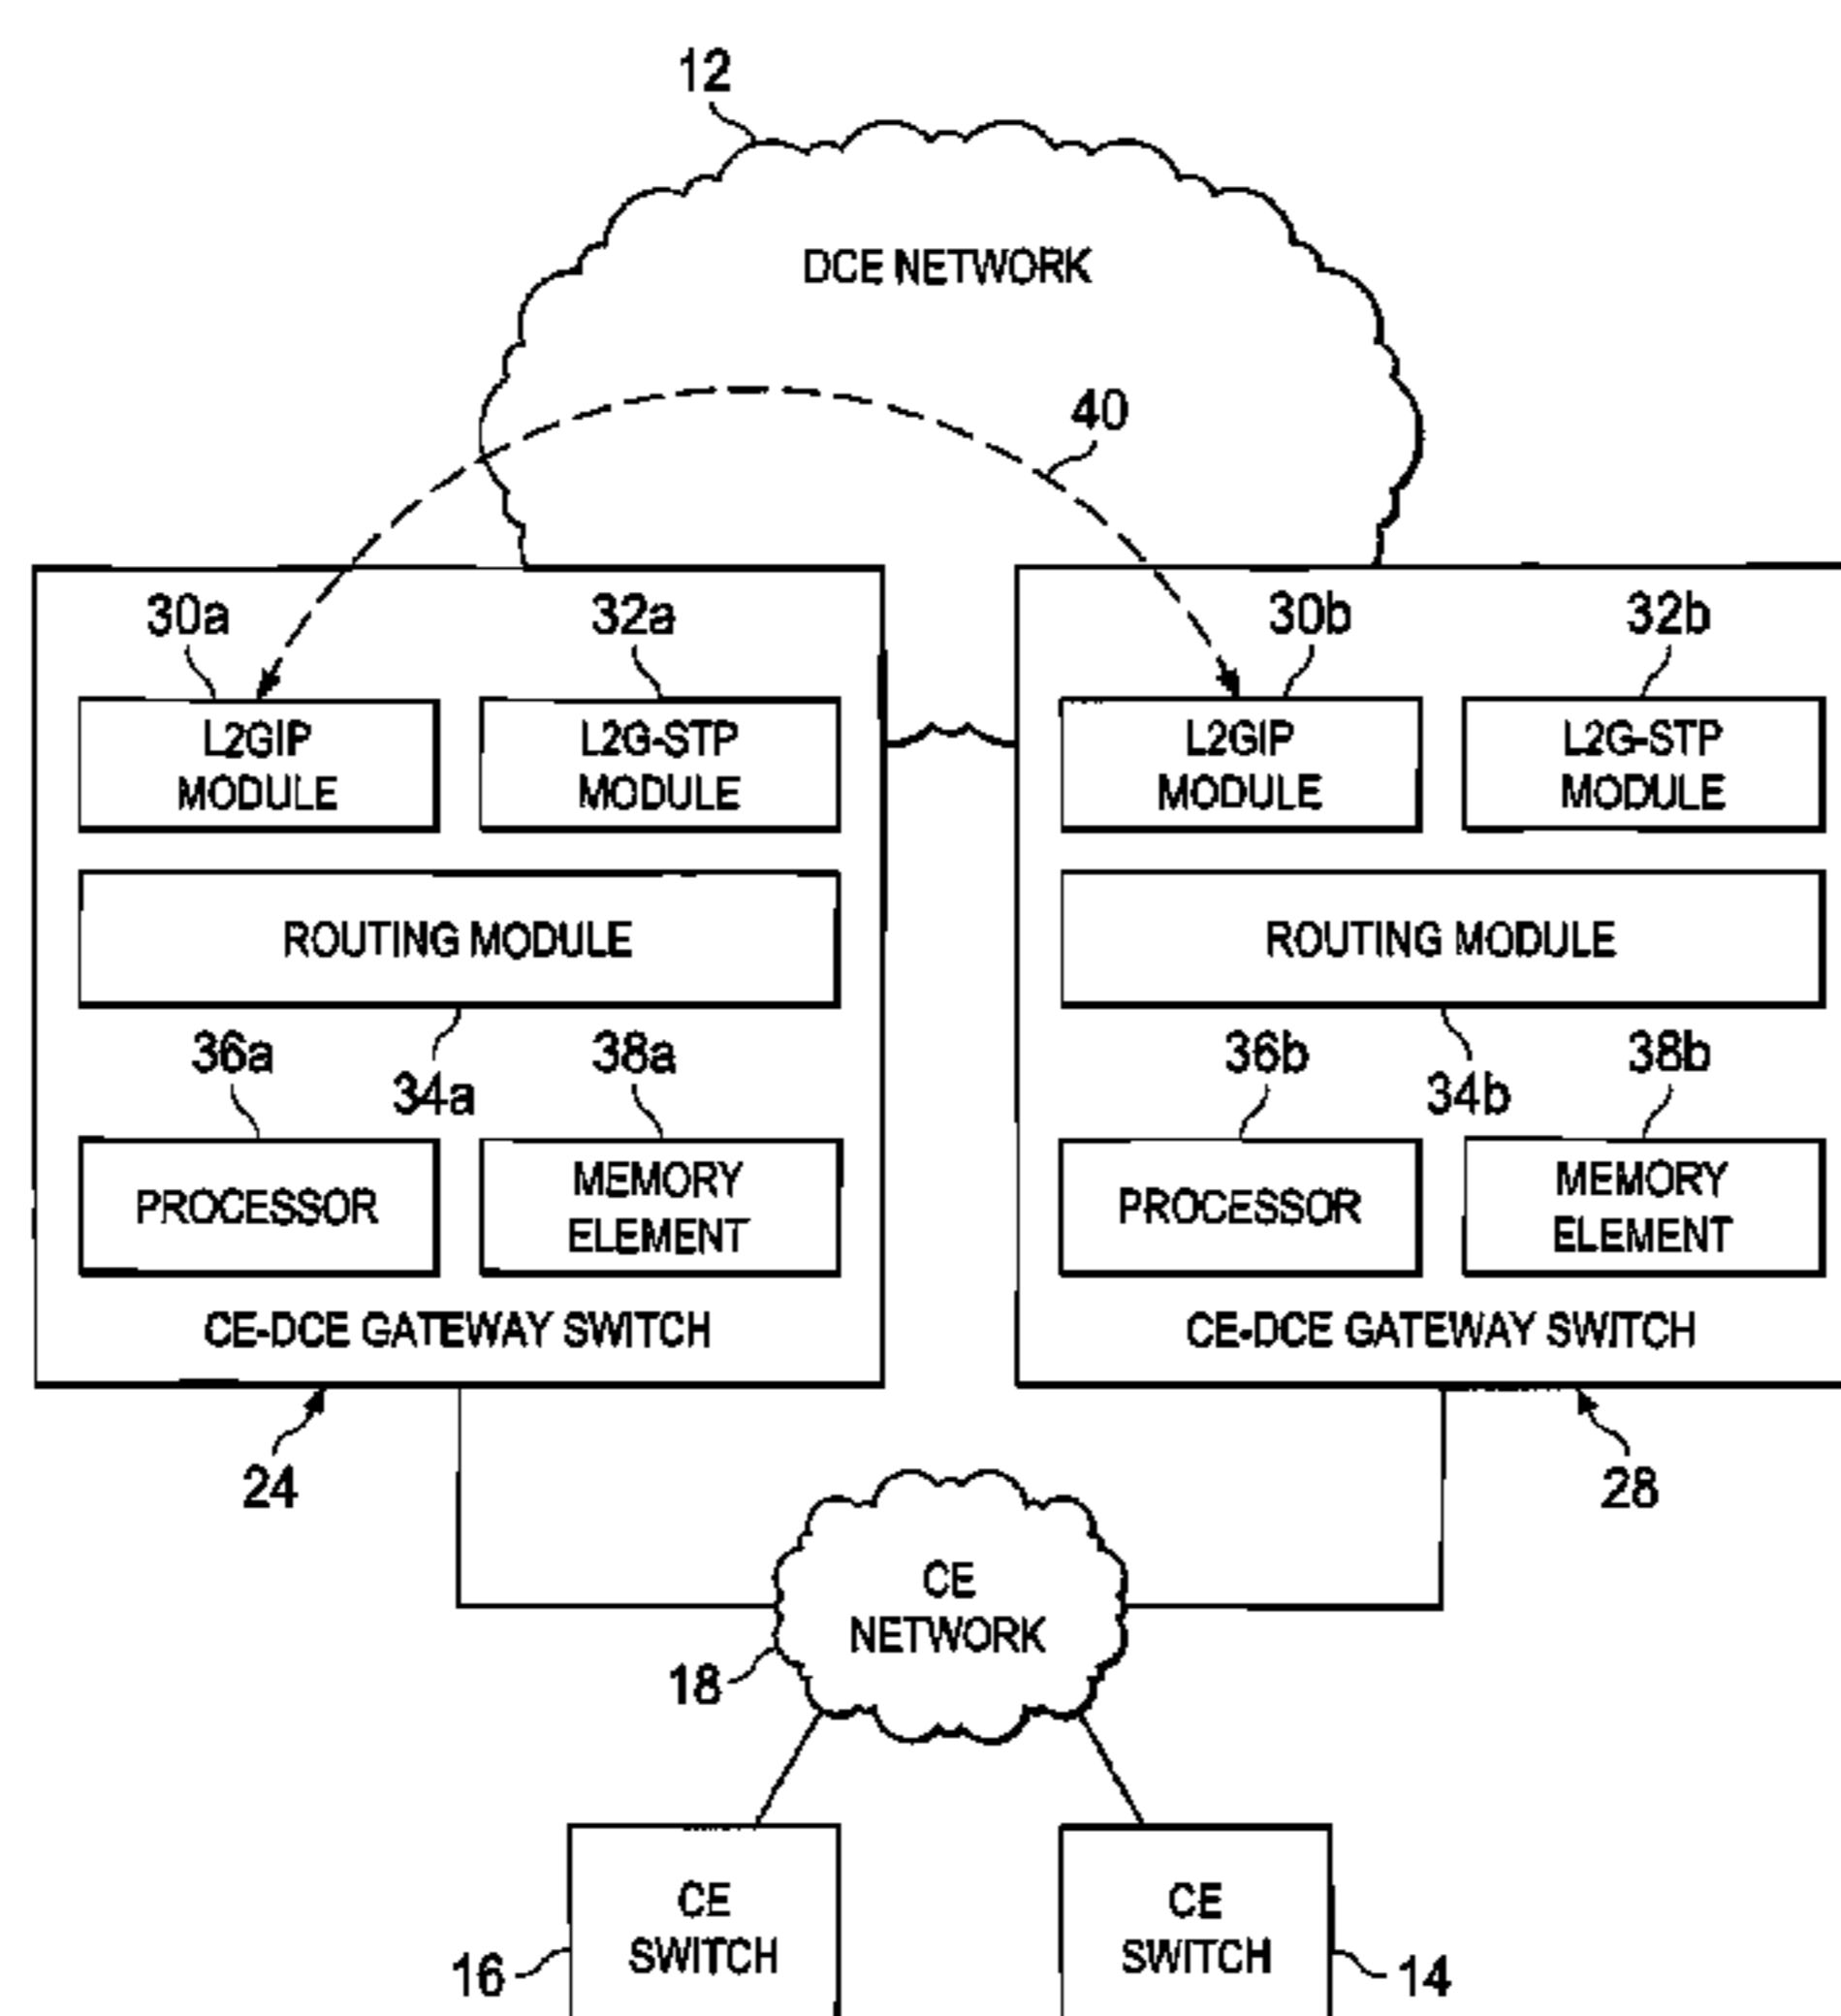 12
DCE NETWORK
40
30a
32a
30b
32b
L2GIP
MODULE
L2G-STP
MODULE
L2GIP
MODULE
L2G-STP
MODULE
ROUTING MODULE
ROUTING MODULE
36a
34a
38a
36b
34b
38b
PROCESSOR
MEMORY
ELEMENT
PROCESSOR
MEMORY
ELEMENT
CE-DCE GATEWAY SWITCH
CE-DCE GATEWAY SWITCH
24
28
CE
NETWORK
18
CE
SWITCH
CE
SWITCH
16
14